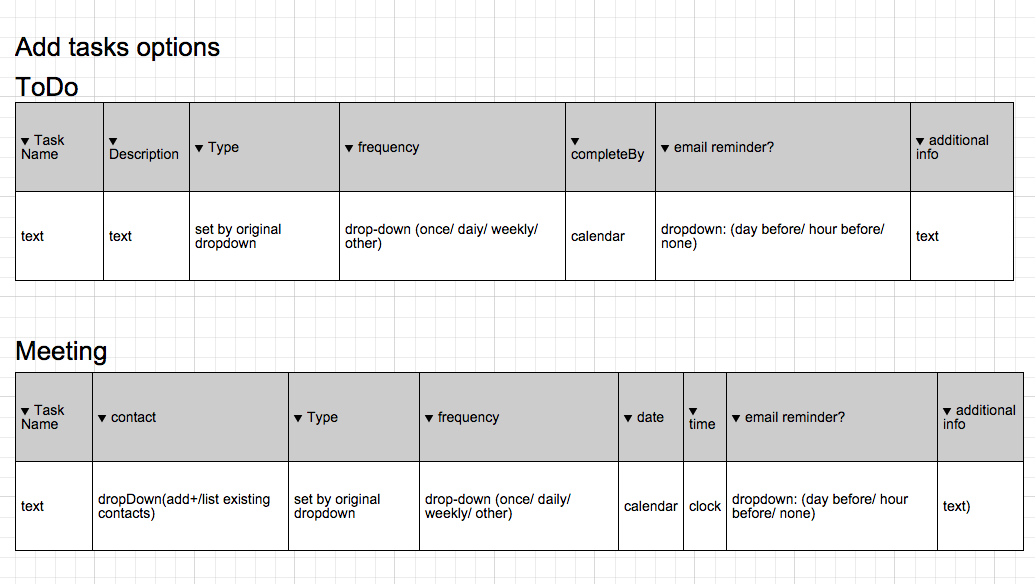 Add tasks options
ToDo
▼ Task
Name
▼
Description
▼ Type
▼ frequency
▼
completeBy
▼ email reminder?
▼ additional
info
text
text
set by original
dropdown
drop-down (once/ daiy/ weekly/
other)
calendar
dropdown: (day before/ hour before/
none)
text
Meeting
▼ Task
Name
▼ contact
▼ Type
▼ frequency
▼ date
▼
time
▼ email reminder?
▼ additional
info
text
dropDown(add+/list existing
contacts)
set by original
dropdown
drop-down (once/ daily/
weekly/ other)
calendar
clock
dropdown: (day before/ hour
before/ none)
text)